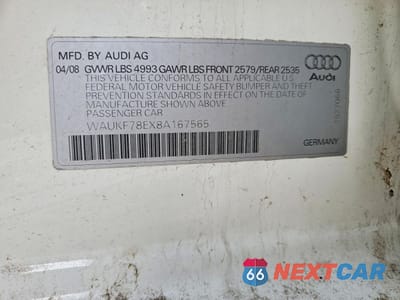 MFD. BY AUDI AG
04/08 GVWR LBS 4993 GAWR LBS FRONT 2579/REAR 2535
THIS VEHICLE CONFORMS TO ALL APPLICABLE U.S.
FEDERAL MOTOR VEHICLE SAFETY BUMPER AND THEFT
PREVENTION STANDARDS IN EFFECT ON THE DATE OF
MANUFACTURE SHOWN ABOVE
PASSENGER CAR
WAUKF78EX8A167565
Audi
GERMANY
66 NEXTCAR